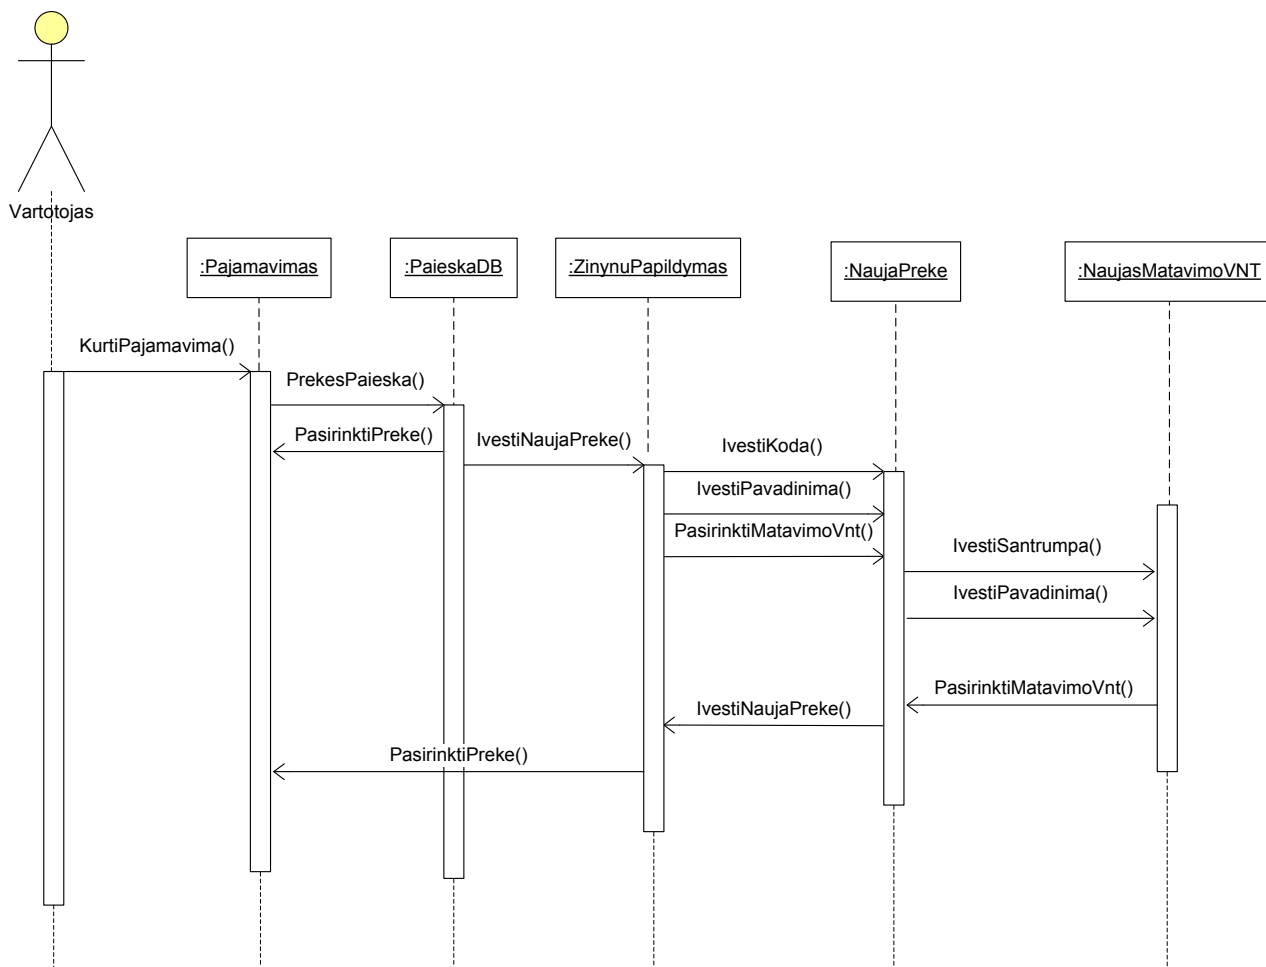 Vartotojas
:Pajamavimas
:PaieskaDB
:ZinynuPapildymas
:NaujaPreke
:NaujasMatavimoVNT
KurtiPajamavima()
PrekesPaieska()
PasirinktiPreke()
IvestiNaujaPreke()
IvestiKoda()
IvestiPavadinima()
PasirinktiMatavimoVnt()
IvestiSantrumpa()
IvestiPavadinima()
PasirinktiMatavimoVnt()
IvestiNaujaPreke()
PasirinktiPreke()